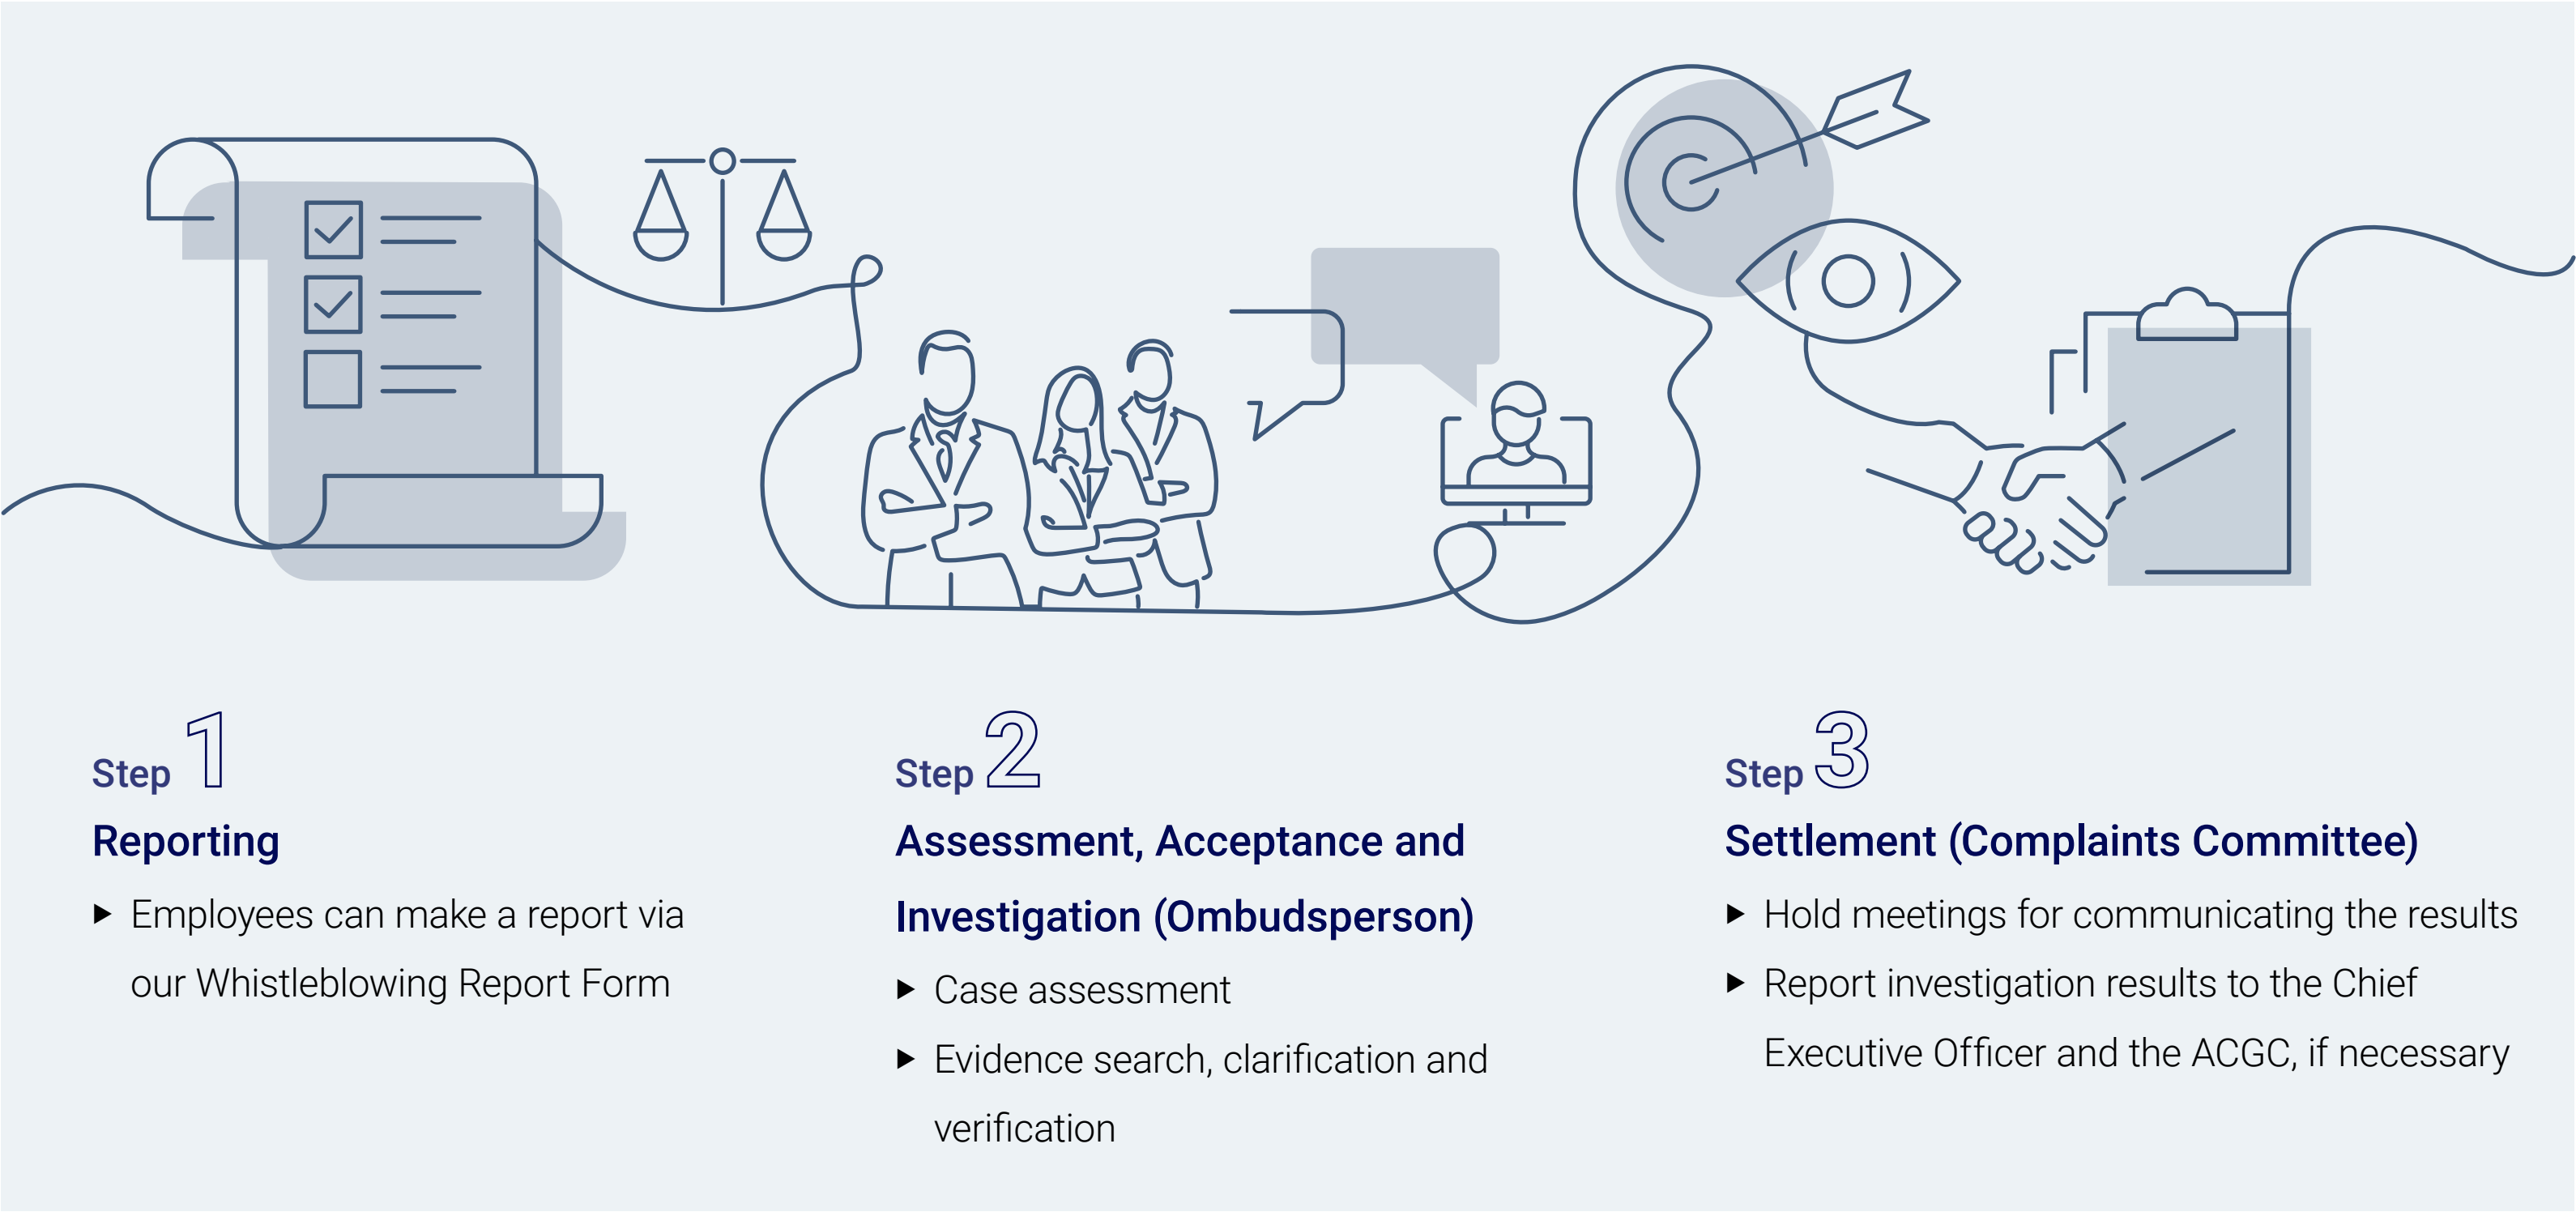 Step 1
Reporting
▶ Employees can make a report via
our Whistleblowing Report Form
Step 2
Assessment, Acceptance and
Investigation (Ombudsperson)
▶ Case assessment
▶ Evidence search, clarification and
verification
Step 3
Settlement (Complaints Committee)
▶ Hold meetings for communicating the results
▶ Report investigation results to the Chief
Executive Officer and the ACGC, if necessary